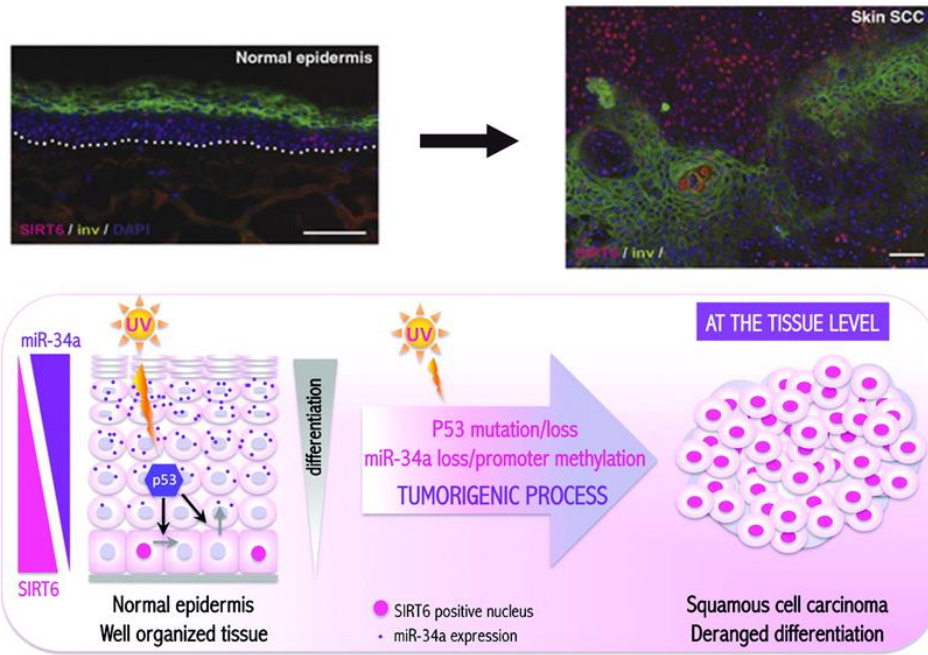 Normal epidermis
SIRT6 / inv / DAPI
Skin SCC
SIRT6 / inv /
miR-34a
UV
p53
SIRT6
differentiation
Normal epidermis
Well organized tissue
UV
P53 mutation/loss
miR-34a loss/promoter methylation
TUMORIGENIC PROCESS
SIRT6 positive nucleus
miR-34a expression
AT THE TISSUE LEVEL
Squamous cell carcinoma
Deranged differentiation